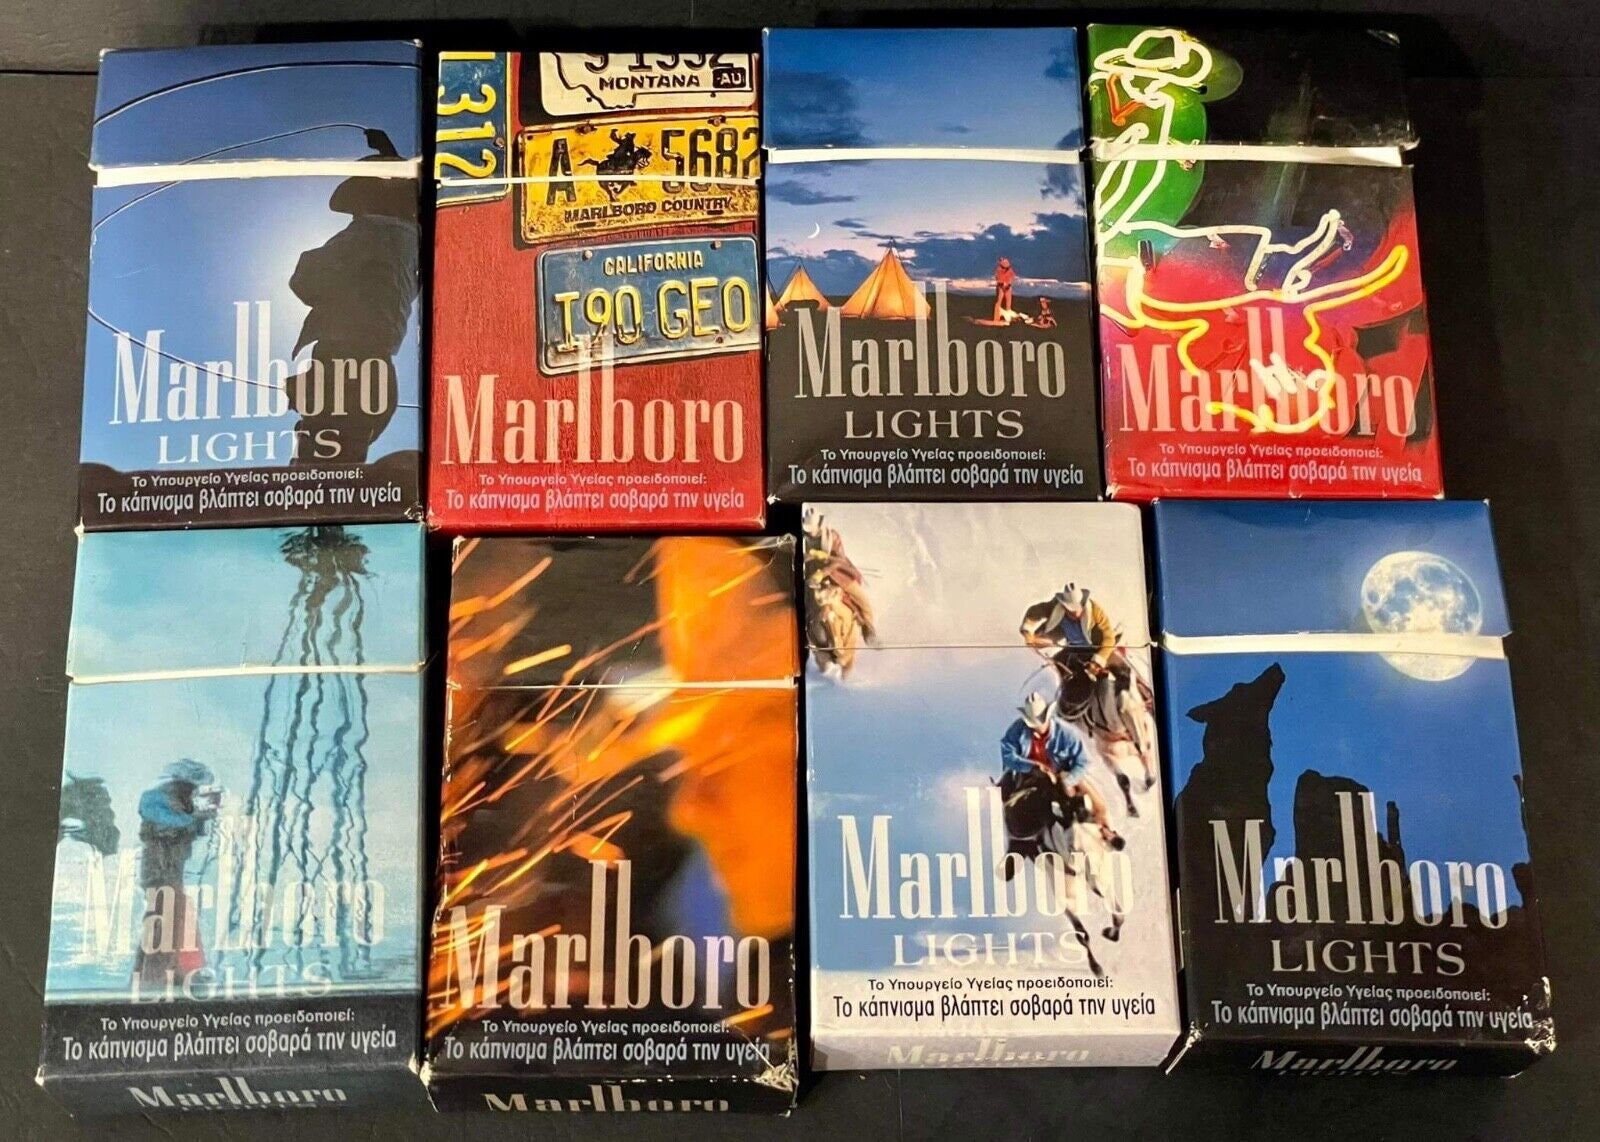 Marlboro
LIGHTS
Το Υπουργείο Υγείας προειδοποιεί:
Το κάπνισμα βλάπτει σοβαρά την υγεία
312
MONTANA AU
A 5682
MARLBORO COUNTRY
CALIFORNIA
T90 GEO
Marlboro
Το Υπουργείο Υγείας προειδοποιεί:
Το κάπνισμα βλάπτει σοβαρά την υγεία
Marlboro
LIGHTS
Το Υπουργείο Υγείας προειδοποιεί:
Το κάπνισμα βλάπτει σοβαρά την υγεία
Marlboro
Το Υπουργείο Υγείας προειδοποιεί:
Το κάπνισμα βλάπτει σοβαρά την υγεία
Marlboro
LIGHTS
Το Υπουργείο Υγείας προειδοποιεί:
Το κάπνισμα βλάπτει σοβαρά την υγεία
Marlboro
Marlboro
Το Υπουργείο Υγείας προειδοποιεί:
Το κάπνισμα βλάπτει σοβαρά την υγεία
Marlboro
Marlboro
LIGHTS
Το Υπουργείο Υγείας προειδοποιεί:
Το κάπνισμα βλάπτει σοβαρά την υγεία
Marlboro
Marlboro
LIGHTS
Το Υπουργείο Υγείας προειδοποιεί:
Το κάπνισμα βλάπτει σοβαρά την υγεία
Marlboro